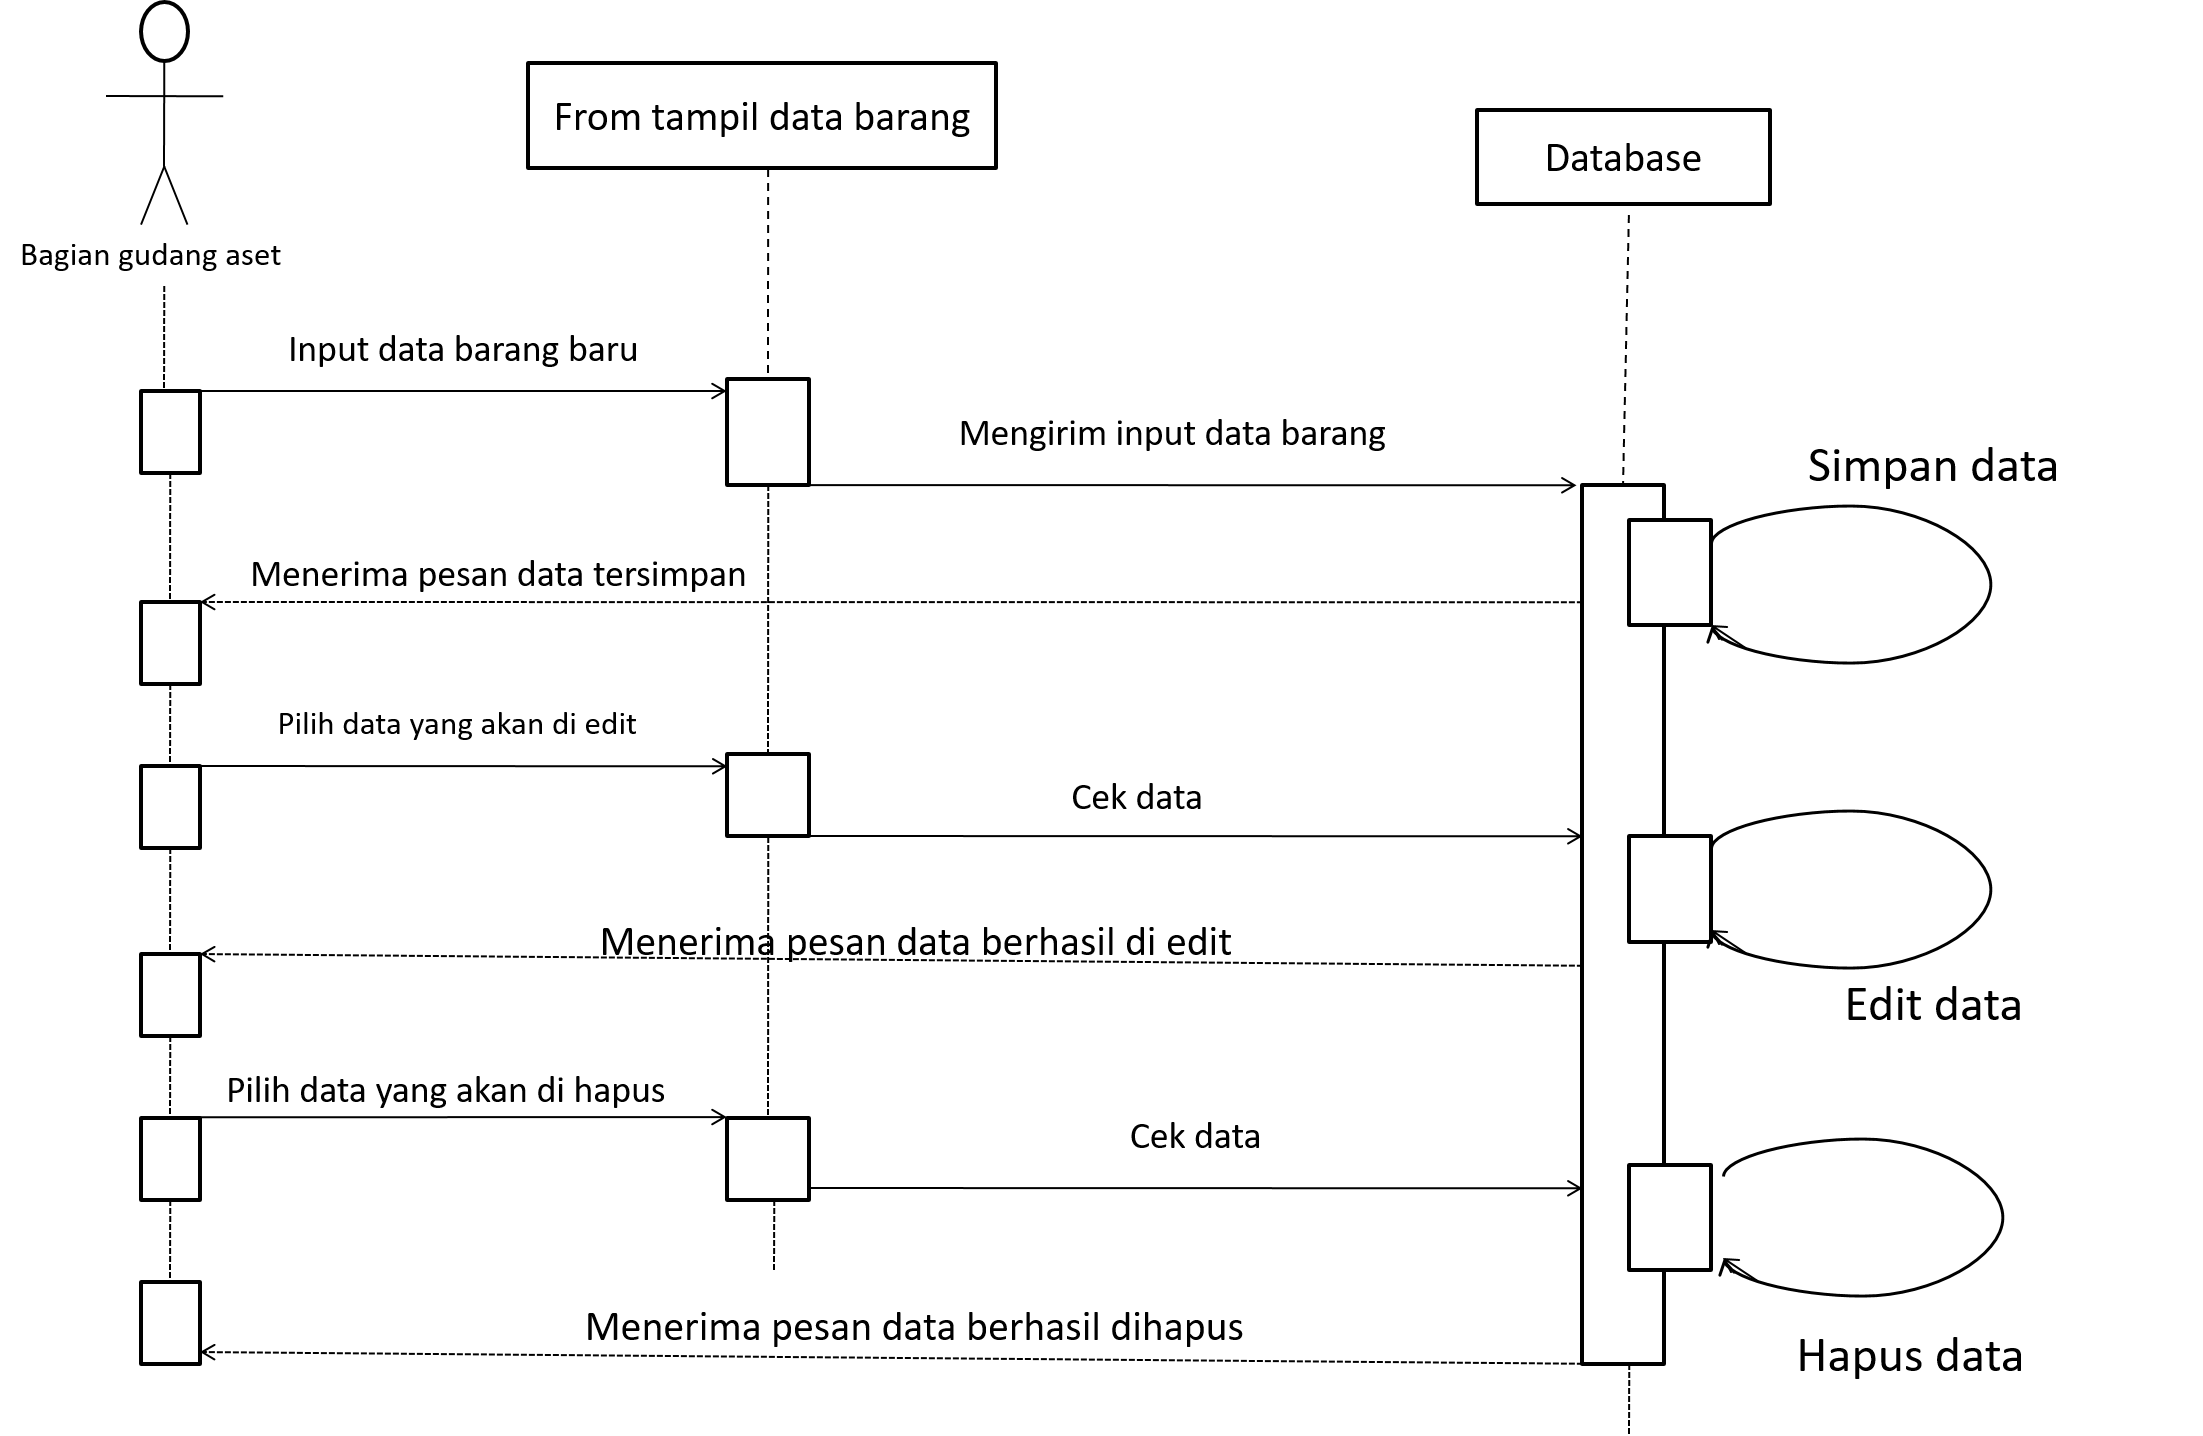 From tampil data barang
Database
Bagian gudang aset
Input data barang baru
Mengirim input data barang
Simpan data
Menerima pesan data tersimpan
Pilih data yang akan di edit
Cek data
Menerima pesan data berhasil di edit
Edit data
Pilih data yang akan di hapus
Cek data
Menerima pesan data berhasil dihapus
Hapus data